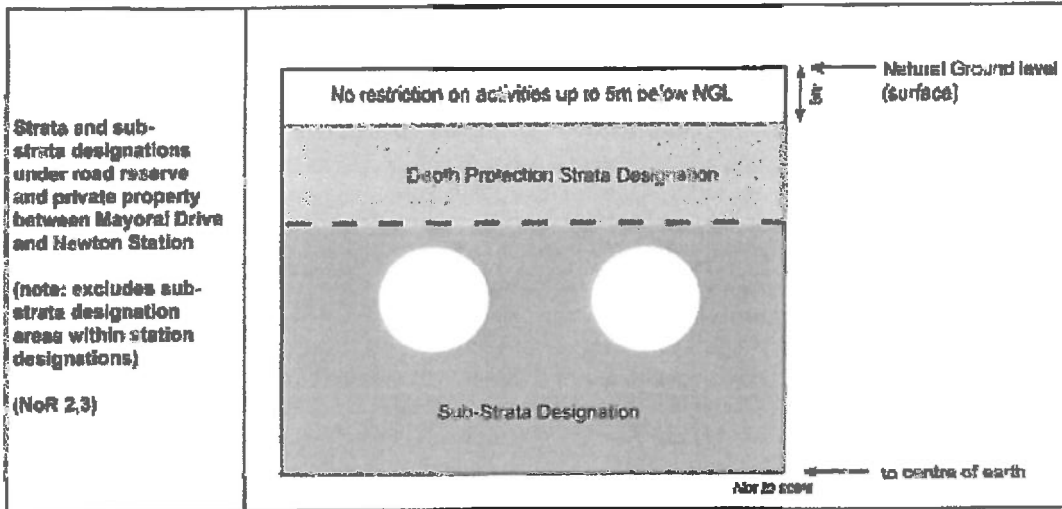 Strata and sub-
strata designations
under road reserve
and private property
between Mayoral Drive
and Newton Station
(note: excludes sub-
strata designation
areas within station
designations)
(NoR 2,3)
No restriction on activities up to 5m below NGL
Depth Protection Strata Designation
Sub-Strata Designation
5m
Natural Ground level
(surface)
to centre of earth
Not to scale